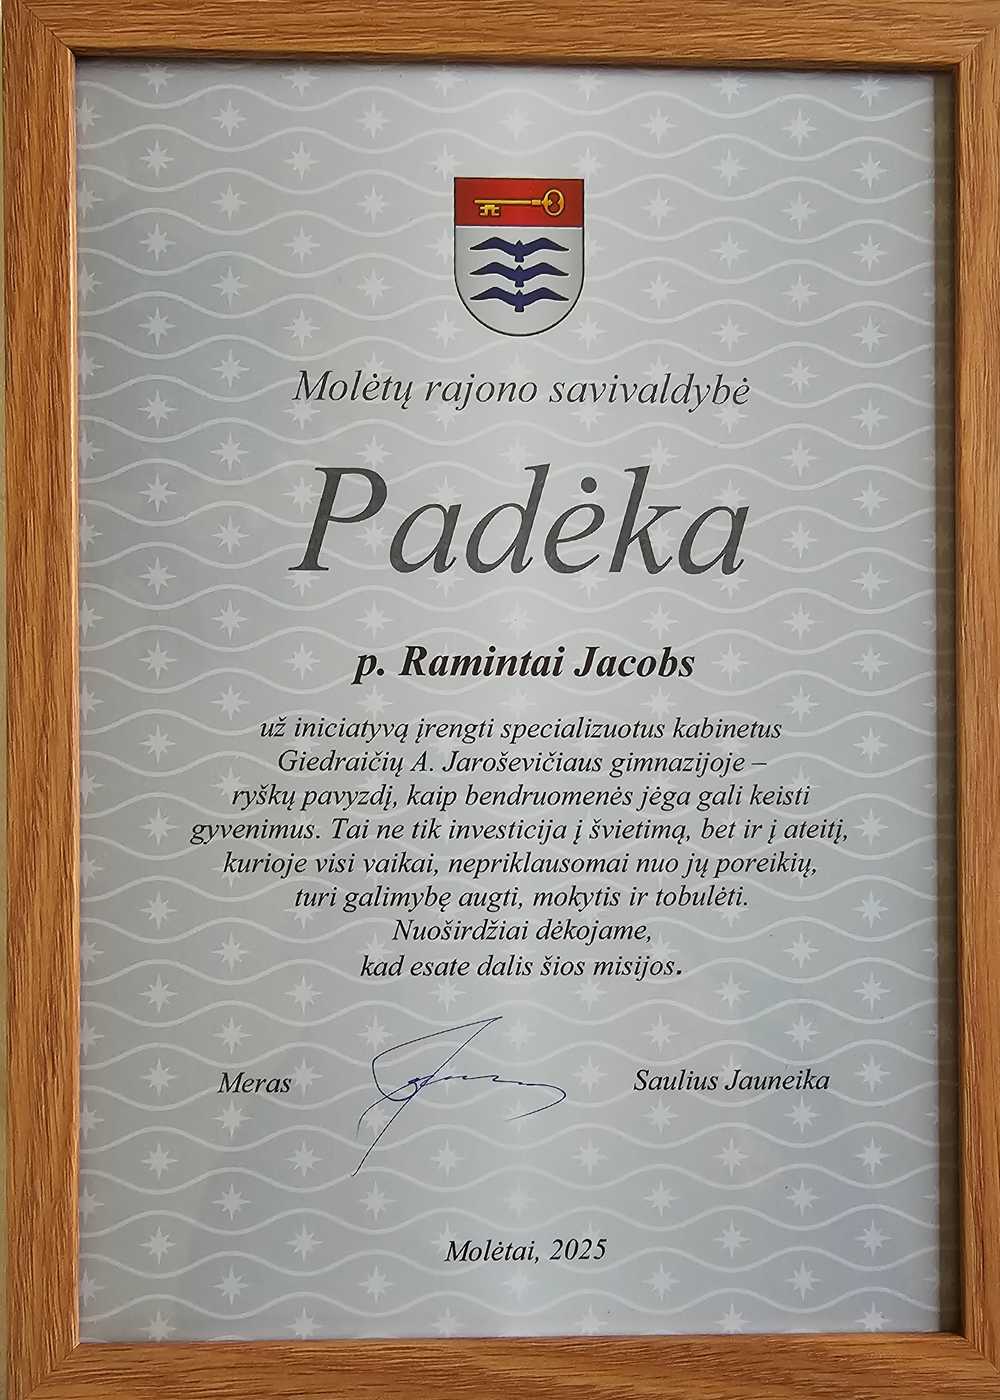 Molėtų rajono savivaldybė
Padėka
p. Ramintai Jacobs
už iniciatyvą įrengti specializuotus kabinetus
Giedraičių A. Jaroševičiaus gimnazijoje –
ryškų pavyzdį, kaip bendruomenės jėga gali keisti
gyvenimus. Tai ne tik investicija į švietimą, bet ir į ateitį,
kurioje visi vaikai, nepriklausomai nuo jų poreikių,
turi galimybę augti, mokytis ir tobulėti.
Nuoširdžiai dėkojame,
kad esate dalis šios misijos.
Meras Saulius Jauneika
Molėtai, 2025